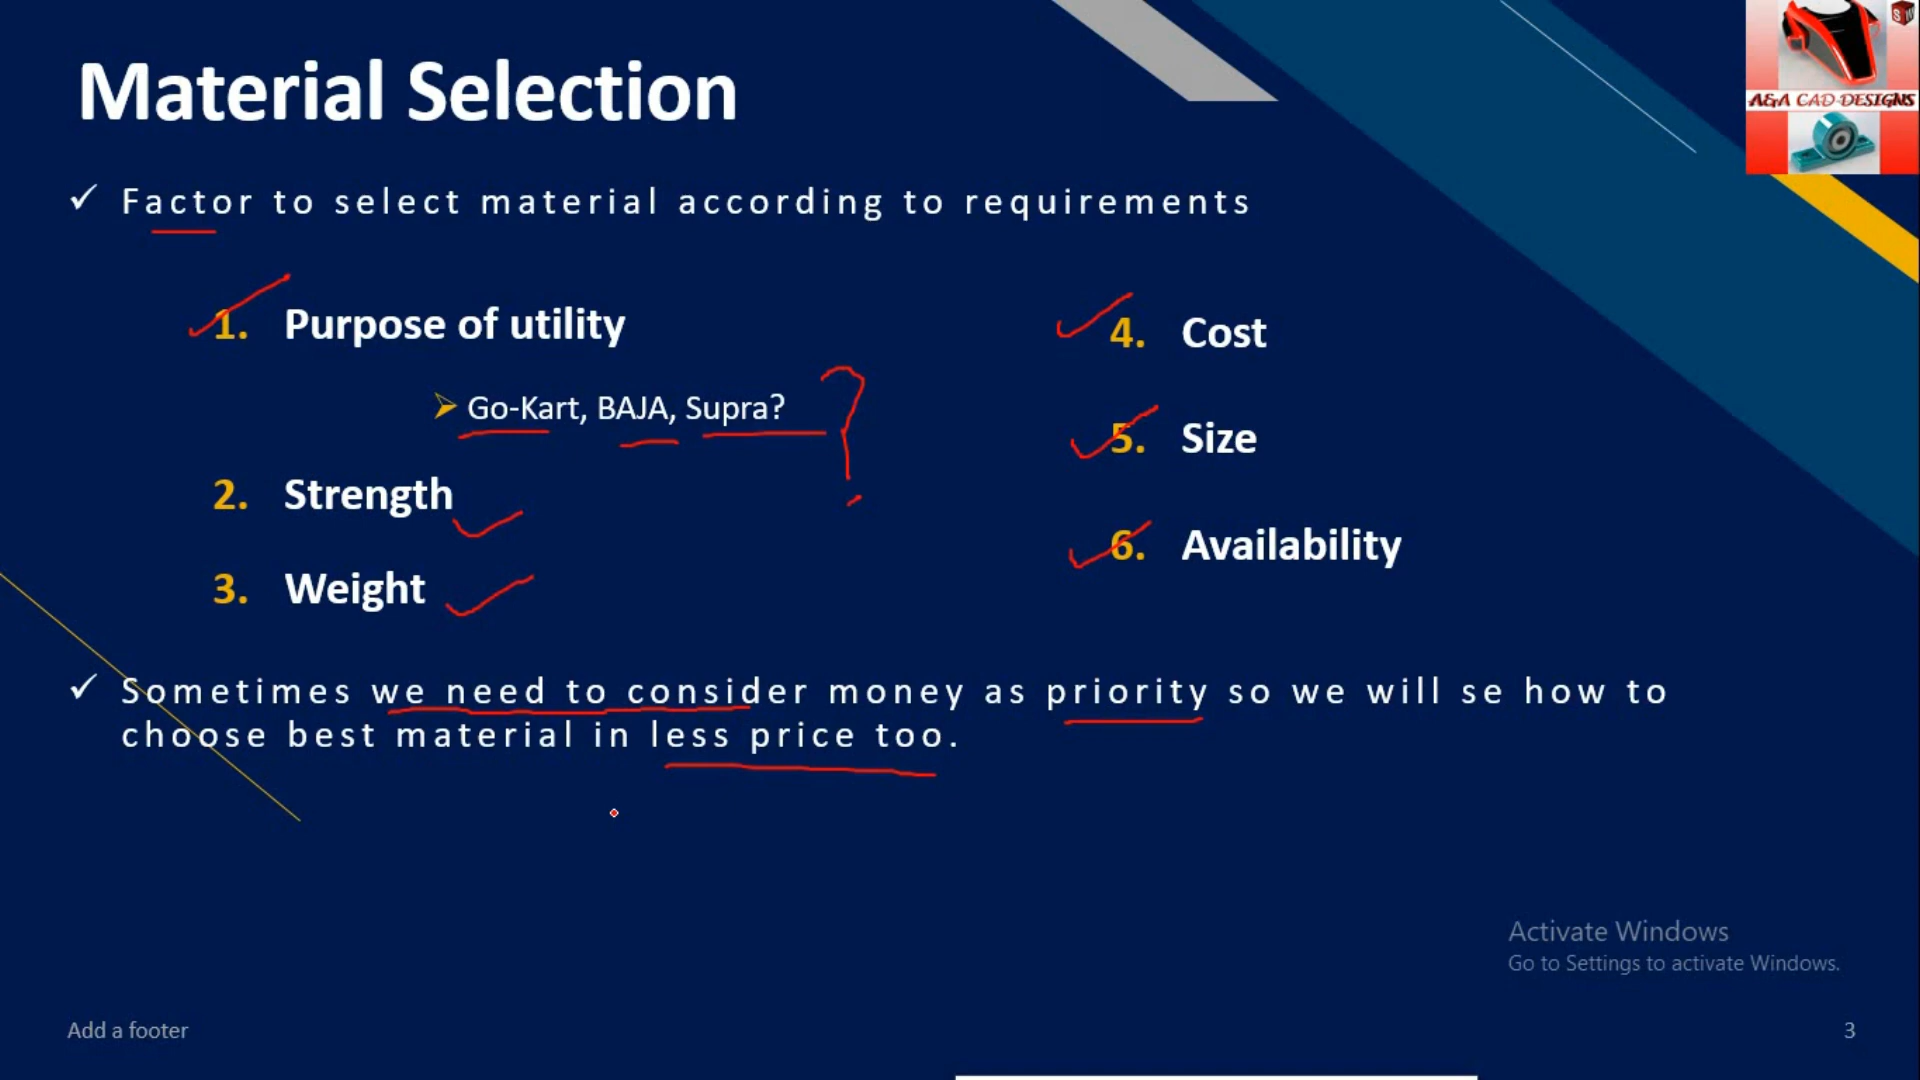 Material Selection
A&A CAD DESIGNS
✓ Factor to select material according to requirements
1. Purpose of utility
➤ Go-Kart, BAJA, Supra?
?
2. Strength
3. Weight
4. Cost
5. Size
6. Availability
✓ Sometimes we need to consider money as priority so we will se how to
choose best material in less price too.
Activate Windows
Go to Settings to activate Windows.
Add a footer
3